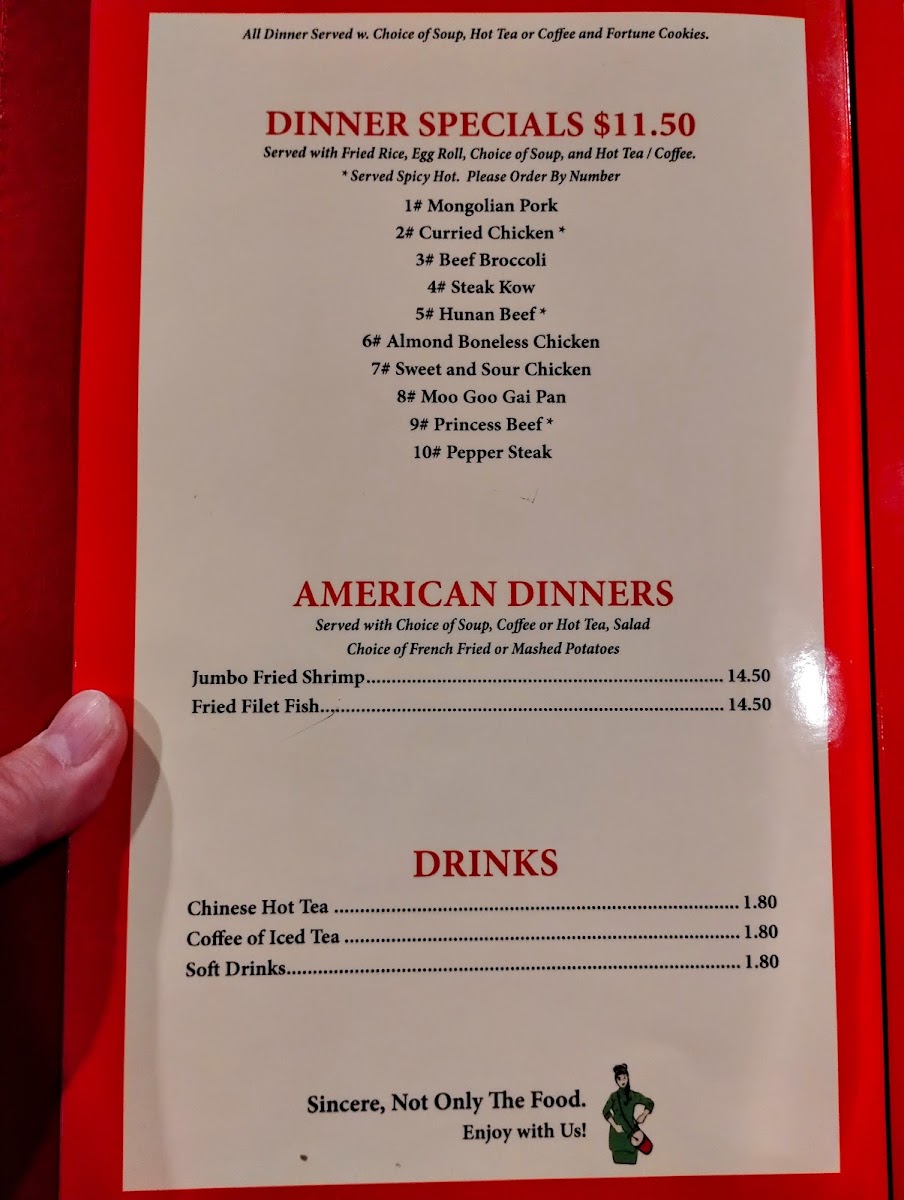 All Dinner Served w. Choice of Soup, Hot Tea or Coffee and Fortune Cookies.
DINNER SPECIALS $11.50
Served with Fried Rice, Egg Roll, Choice of Soup, and Hot Tea / Coffee.
* Served Spicy Hot. Please Order By Number
1# Mongolian Pork
2# Curried Chicken *
3# Beef Broccoli
4# Steak Kow
5# Hunan Beef *
6# Almond Boneless Chicken
7# Sweet and Sour Chicken
8# Moo Goo Gai Pan
9# Princess Beef *
10# Pepper Steak
AMERICAN DINNERS
Served with Choice of Soup, Coffee or Hot Tea, Salad
Choice of French Fried or Mashed Potatoes
Jumbo Fried Shrimp 14.50
Fried Filet Fish 14.50
DRINKS
Chinese Hot Tea 1.80
Coffee of Iced Tea 1.80
Soft Drinks 1.80
Sincere, Not Only The Food.
Enjoy with Us!